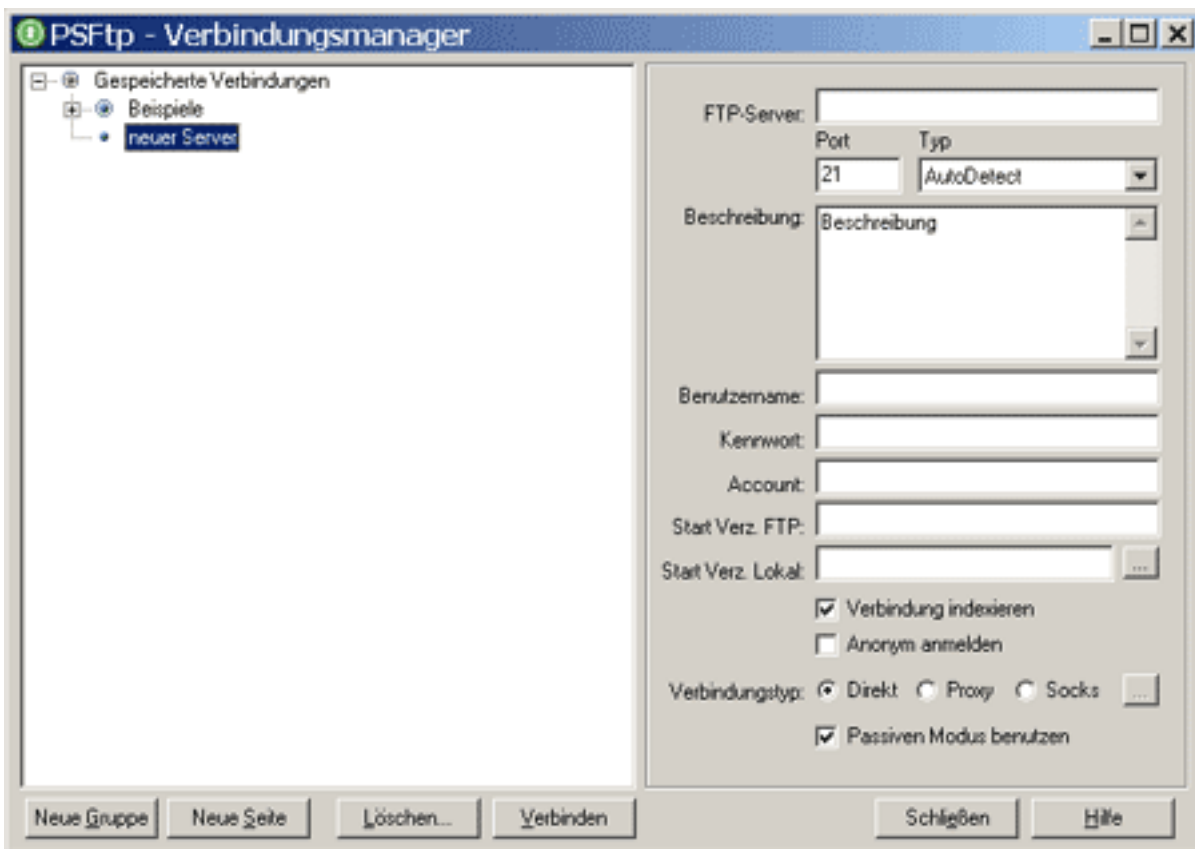 PSFtp - Verbindungsmanager
Gespeicherte Verbindungen
Beispiele
neuer Server
FTP-Server:
Port Typ
21 AutoDetect
Beschreibung: Beschreibung
Benutzername:
Kennwort:
Account:
Start Verz. FTP:
Start Verz. Lokal: ...
Verbindung indexieren
Anonym anmelden
Verbindungstyp: Direkt Proxy Socks ...
Passiven Modus benutzen
Neue Gruppe Neue Seite Löschen... Verbinden Schließen Hilfe